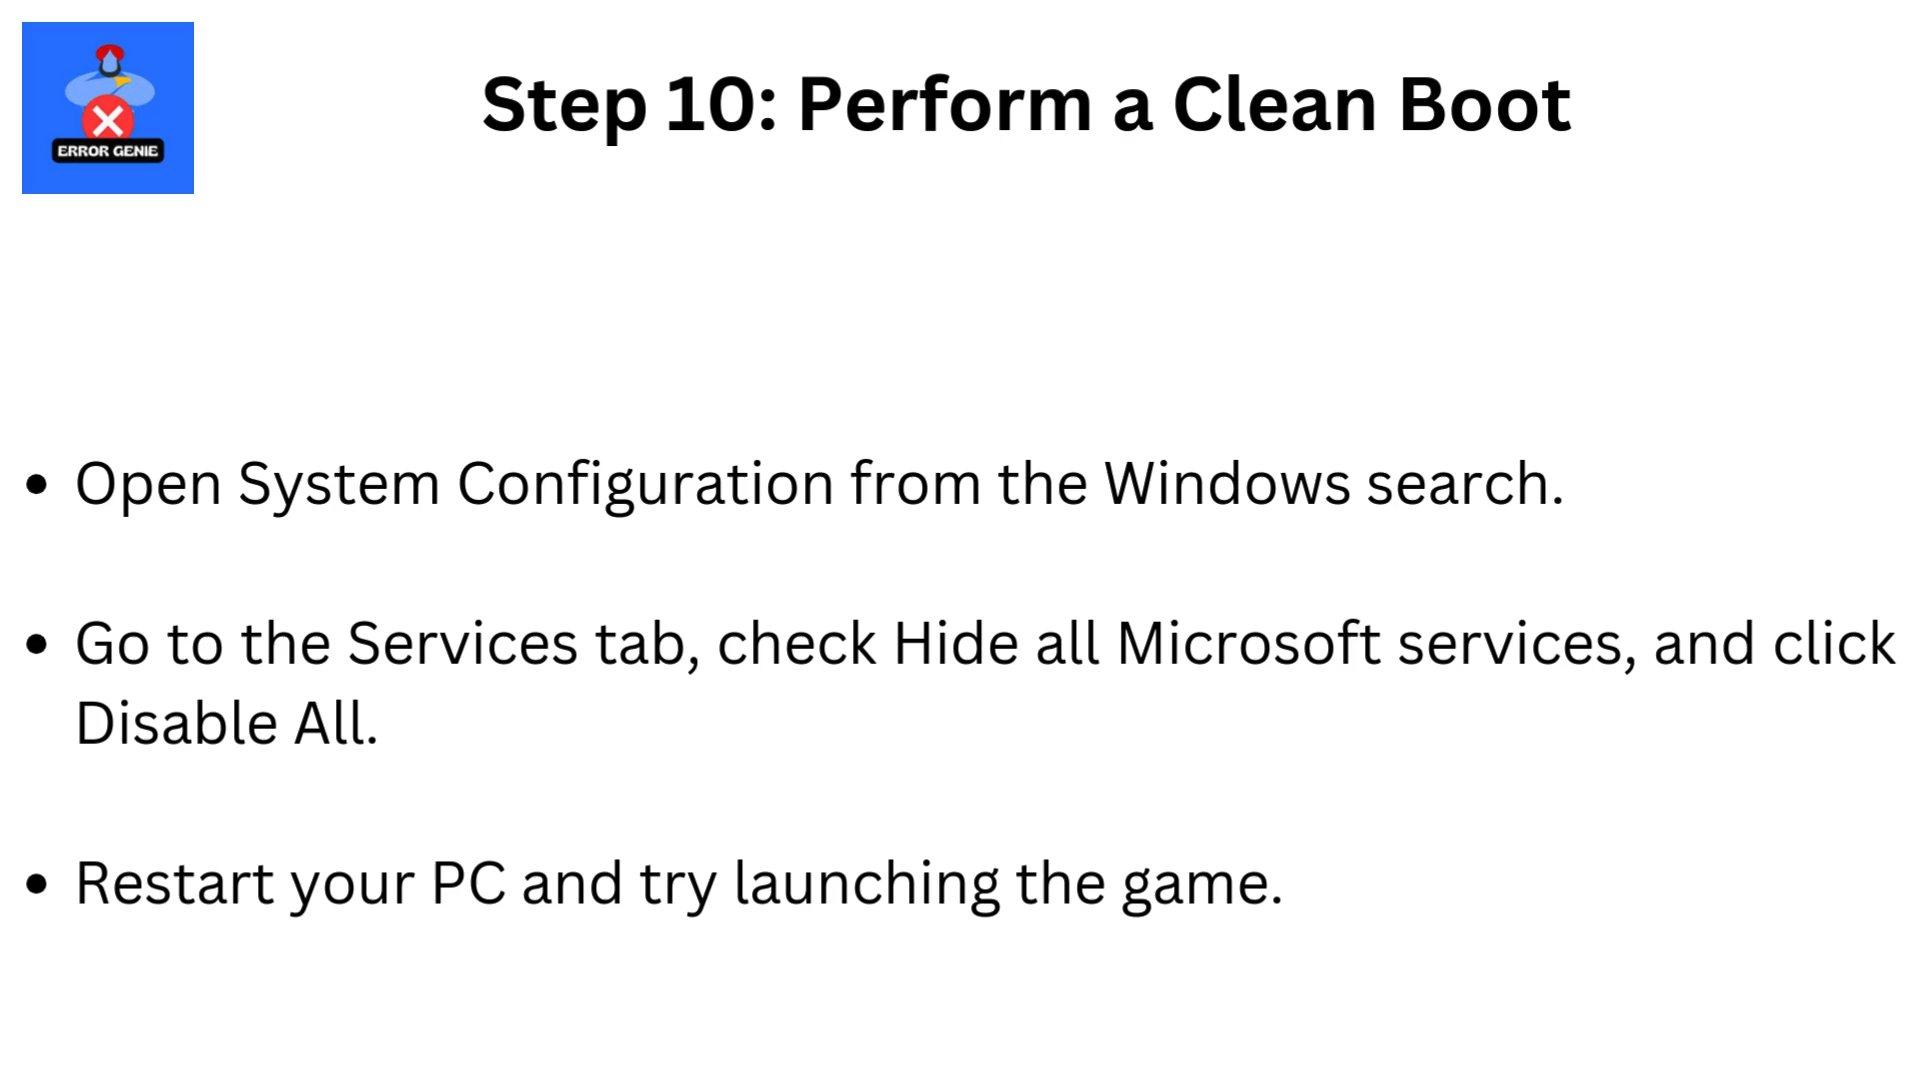 ERROR GENIE
Step 10: Perform a Clean Boot
• Open System Configuration from the Windows search.
• Go to the Services tab, check Hide all Microsoft services, and click
Disable All.
• Restart your PC and try launching the game.